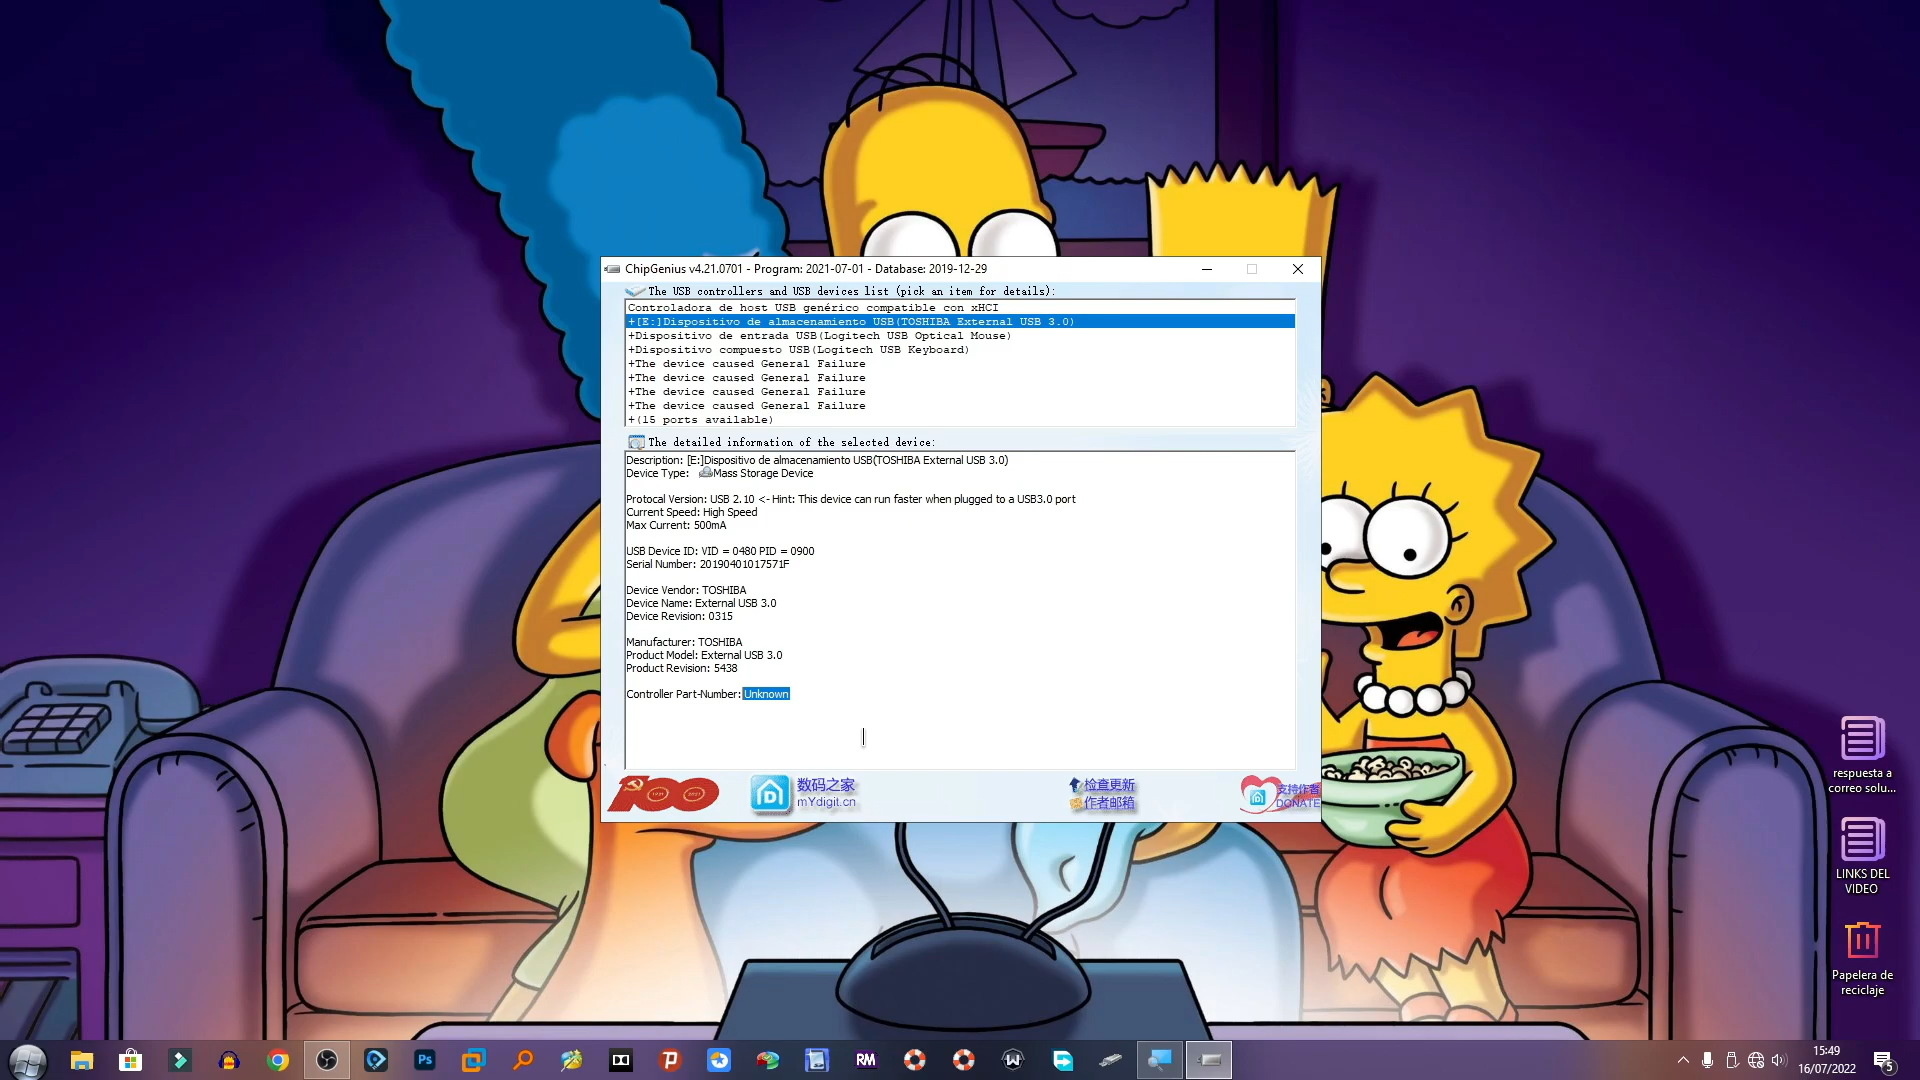 ChipGenius v4.21.0701 - Program: 2021-07-01 - Database: 2019-12-29
The USB controllers and USB devices list (pick an item for details):
Controladora de host USB genérico compatible con xHCI
+[E:]Dispositivo de almacenamiento USB(TOSHIBA External USB 3.0)
+Dispositivo de entrada USB(Logitech USB Optical Mouse)
+Dispositivo compuesto USB(Logitech USB Keyboard)
+The device caused General Failure
+The device caused General Failure
+The device caused General Failure
+The device caused General Failure
+(15 ports available)
The detailed information of the selected device:
Description: [E:]Dispositivo de almacenamiento USB(TOSHIBA External USB 3.0)
Device Type: Mass Storage Device
Protocal Version: USB 2.10 <- Hint: This device can run faster when plugged to a USB3.0 port
Current Speed: High Speed
Max Current: 500mA
USB Device ID: VID = 0480 PID = 0900
Serial Number: 20190401017571F
Device Vendor: TOSHIBA
Device Name: External USB 3.0
Device Revision: 0315
Manufacturer: TOSHIBA
Product Model: External USB 3.0
Product Revision: 5438
Controller Part-Number: Unknown
100
数码之家
mYdigit.cn
检查更新
作者邮箱
支持作者
DONATE
respuesta a
correo solu...
LINKS DEL
VIDEO
Papelera de
reciclaje
Ps
RM
15:49
16/07/2022
5